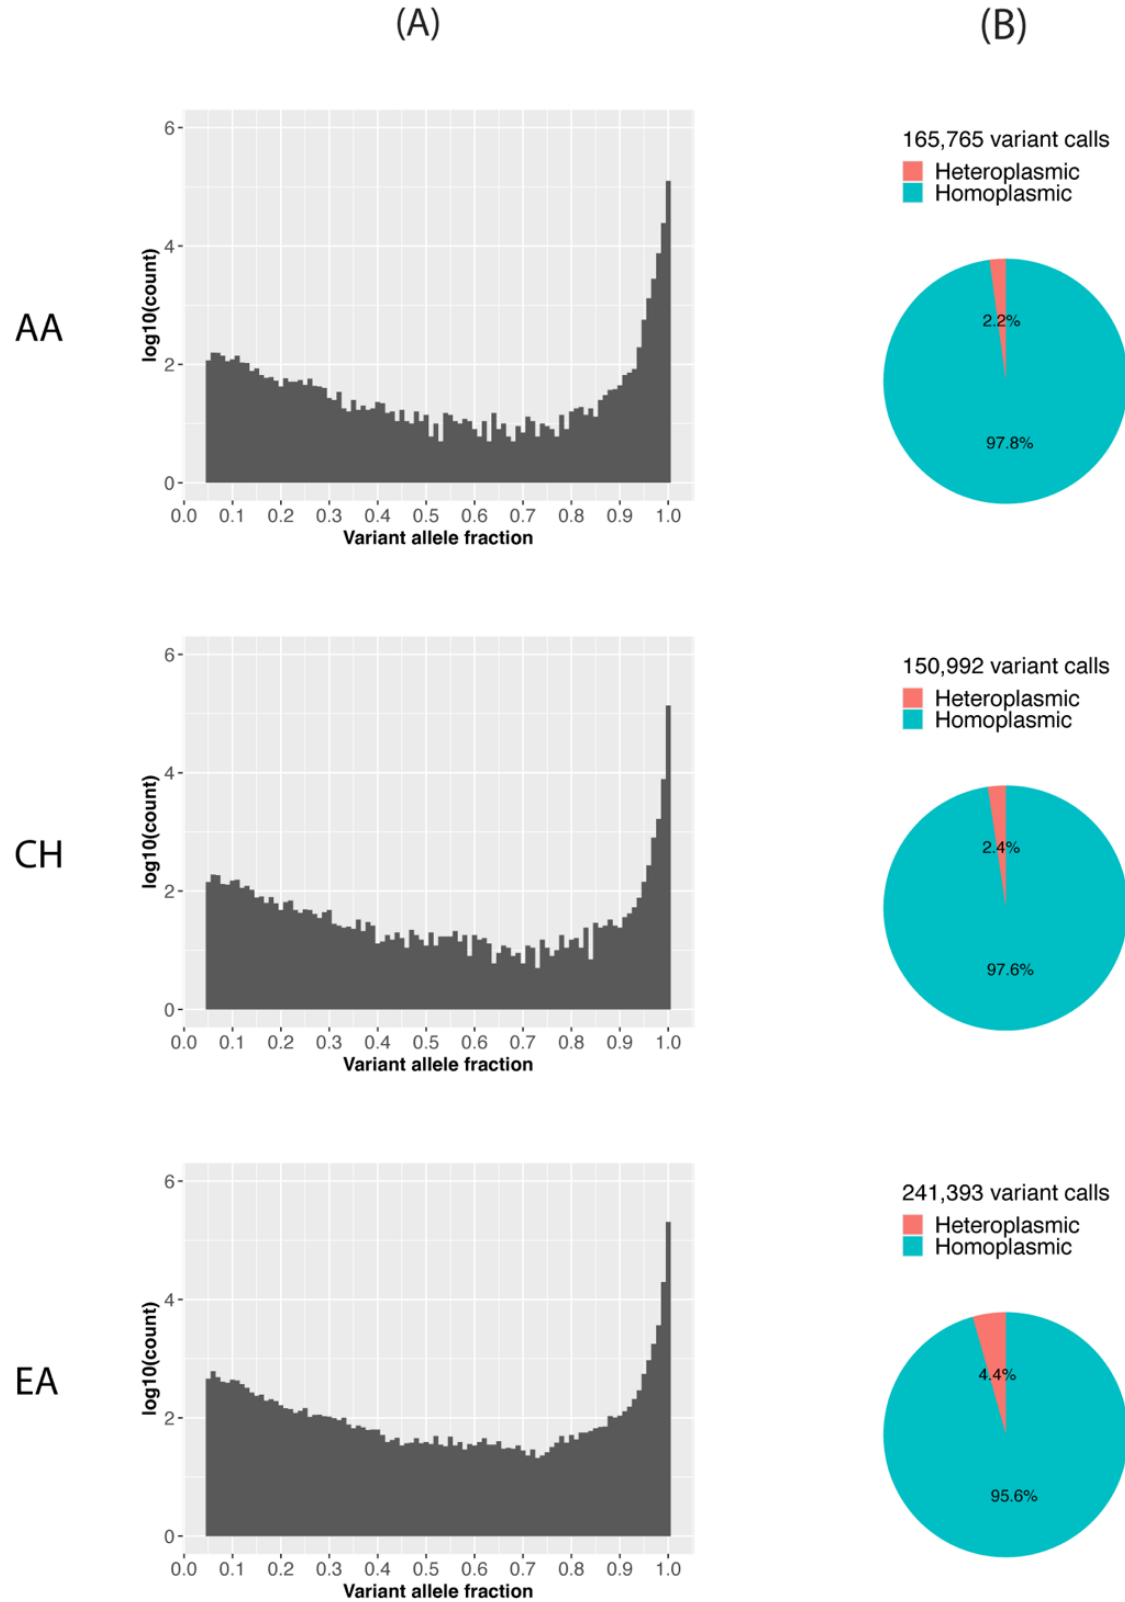 (A)
(B)
AA
6
4
2
0
log10(count)
0.0 0.1 0.2 0.3 0.4 0.5 0.6 0.7 0.8 0.9 1.0
Variant allele fraction
165,765 variant calls
Heteroplasmic
Homoplasmic
2.2%
97.8%
CH
6
4
2
0
log10(count)
0.0 0.1 0.2 0.3 0.4 0.5 0.6 0.7 0.8 0.9 1.0
Variant allele fraction
150,992 variant calls
Heteroplasmic
Homoplasmic
2.4%
97.6%
EA
6
4
2
0
log10(count)
0.0 0.1 0.2 0.3 0.4 0.5 0.6 0.7 0.8 0.9 1.0
Variant allele fraction
241,393 variant calls
Heteroplasmic
Homoplasmic
4.4%
95.6%